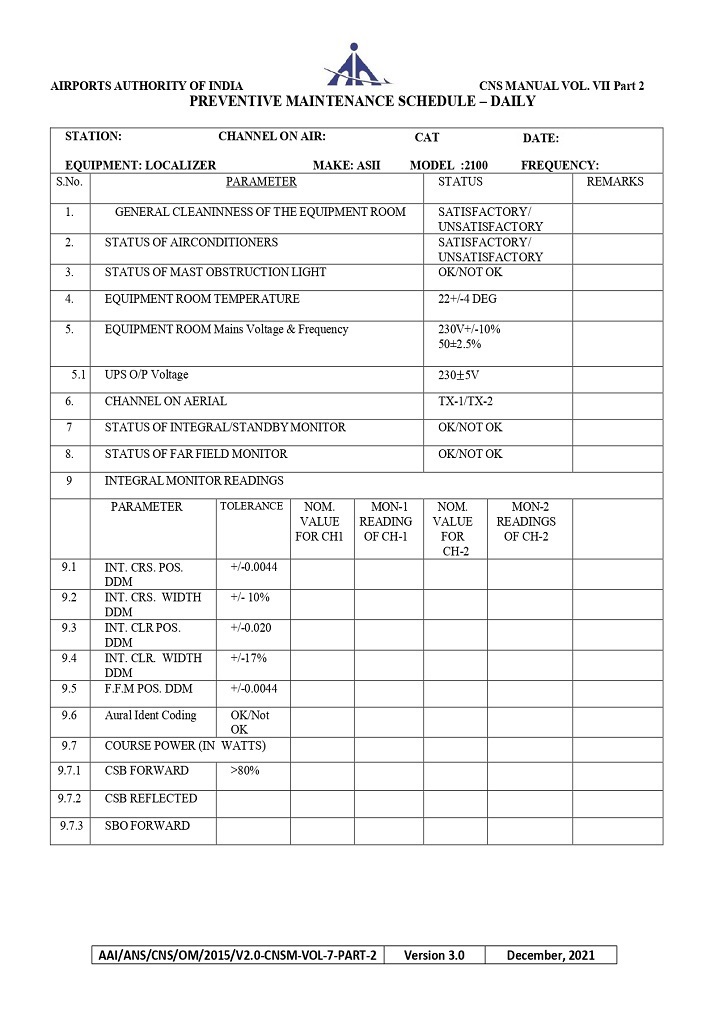 AIRPORTS AUTHORITY OF INDIA CNS MANUAL VOL. VII Part 2
PREVENTIVE MAINTENANCE SCHEDULE – DAILY
STATION: CHANNEL ON AIR: CAT DATE:
EQUIPMENT: LOCALIZER MAKE: ASII MODEL :2100 FREQUENCY:
S.No. PARAMETER STATUS REMARKS
1. GENERAL CLEANINNESS OF THE EQUIPMENT ROOM SATISFACTORY/
UNSATISFACTORY
2. STATUS OF AIRCONDITIONERS SATISFACTORY/
UNSATISFACTORY
3. STATUS OF MAST OBSTRUCTION LIGHT OK/NOT OK
4. EQUIPMENT ROOM TEMPERATURE 22+/-4 DEG
5. EQUIPMENT ROOM Mains Voltage & Frequency 230V+/-10%
50±2.5%
5.1 UPS O/P Voltage 230±5V
6. CHANNEL ON AERIAL TX-1/TX-2
7 STATUS OF INTEGRAL/STANDBY MONITOR OK/NOT OK
8. STATUS OF FAR FIELD MONITOR OK/NOT OK
9 INTEGRAL MONITOR READINGS
PARAMETER TOLERANCE NOM. MON-1 NOM. MON-2
VALUE READING VALUE READINGS
FOR CH1 OF CH-1 FOR OF CH-2
CH-2
9.1 INT. CRS. POS. +/-0.0044
DDM
9.2 INT. CRS. WIDTH +/- 10%
DDM
9.3 INT. CLR POS. +/-0.020
DDM
9.4 INT. CLR. WIDTH +/-17%
DDM
9.5 F.F.M POS. DDM +/-0.0044
9.6 Aural Ident Coding OK/Not
OK
9.7 COURSE POWER (IN WATTS)
9.7.1 CSB FORWARD >80%
9.7.2 CSB REFLECTED
9.7.3 SBO FORWARD
AAI/ANS/CNS/OM/2015/V2.0-CNSM-VOL-7-PART-2 Version 3.0 December, 2021